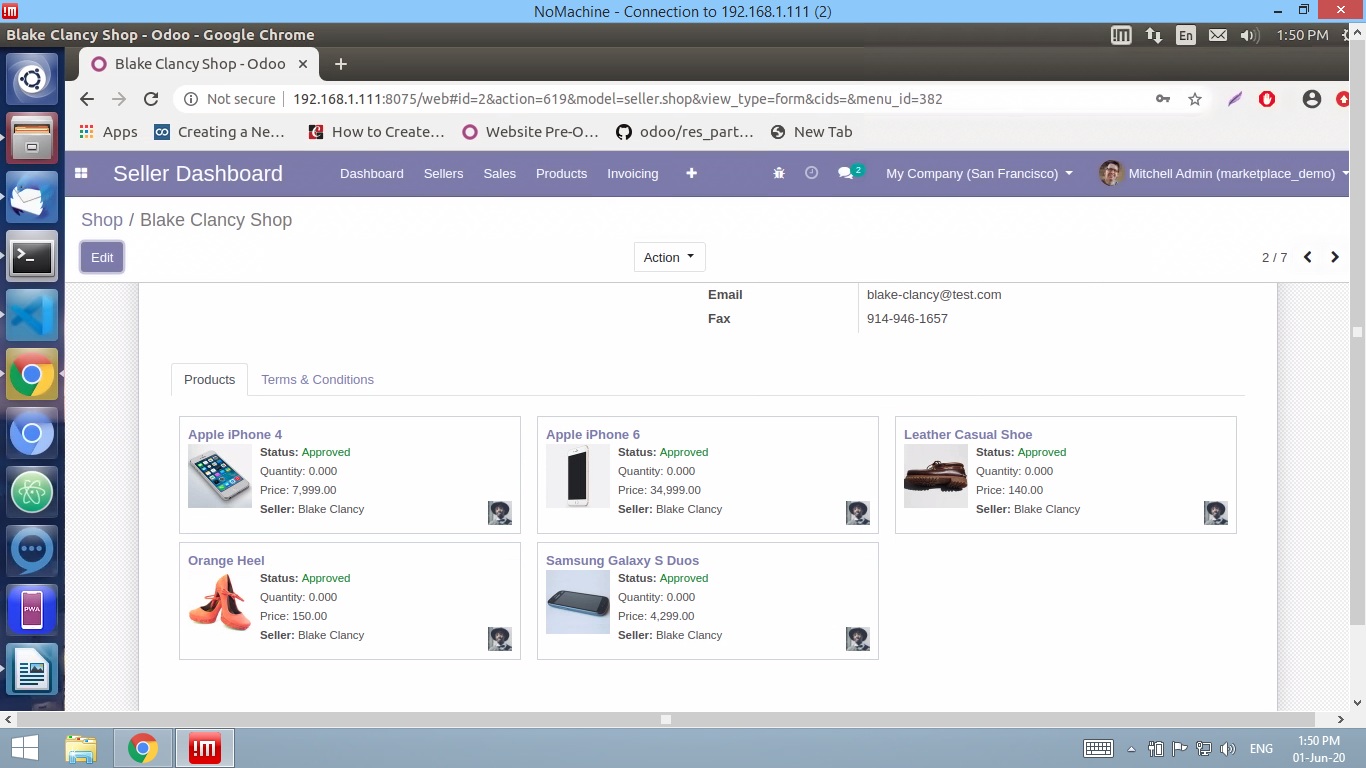 NoMachine - Connection to 192.168.1.111 (2)
Blake Clancy Shop - Odoo - Google Chrome
!M
En
1:50 PM
Blake Clancy Shop - Odoo
Not secure
192.168.1.111:8075/web#id=2&action=619&model=seller.shop&view_type=form&cids=&menu_id=382
Apps
Creating a Ne...
How to Create...
Website Pre-O...
odoo/res_part...
New Tab
Seller Dashboard
Dashboard
Sellers
Sales
Products
Invoicing
2
My Company (San Francisco)
Mitchell Admin (marketplace_demo)
Shop / Blake Clancy Shop
Edit
Action
2 / 7
Email
blake-clancy@test.com
Fax
914-946-1657
Products
Terms & Conditions
Apple iPhone 4
Status: Approved
Quantity: 0.000
Price: 7,999.00
Seller: Blake Clancy
Apple iPhone 6
Status: Approved
Quantity: 0.000
Price: 34,999.00
Seller: Blake Clancy
Leather Casual Shoe
Status: Approved
Quantity: 0.000
Price: 140.00
Seller: Blake Clancy
Orange Heel
Status: Approved
Quantity: 0.000
Price: 150.00
Seller: Blake Clancy
Samsung Galaxy S Duos
Status: Approved
Quantity: 0.000
Price: 4,299.00
Seller: Blake Clancy
PWA
!M
ENG
1:50 PM
01-Jun-20